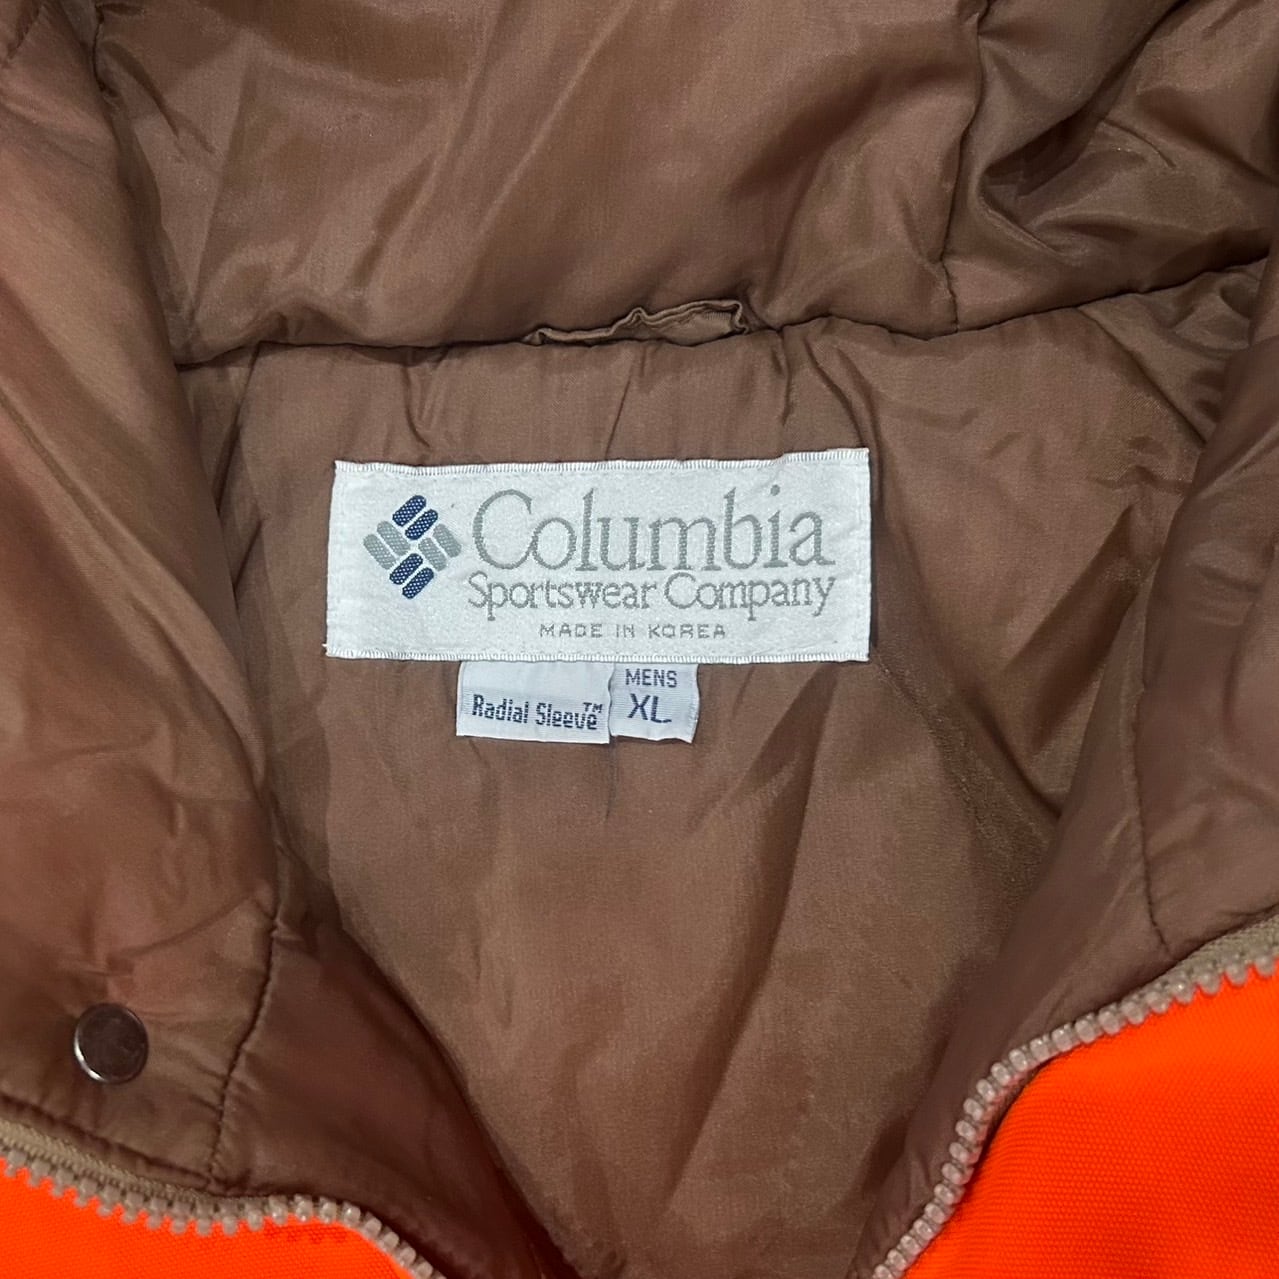 Columbia
Sportswear Company
MADE IN KOREA
Radial Sleeve™
MENS
XL